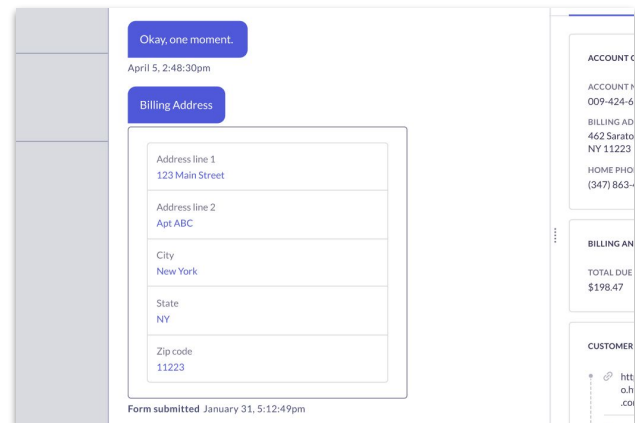 Okay, one moment.
April 5, 2:48:30pm
Billing Address
Address line 1
123 Main Street
Address line 2
Apt ABC
City
New York
State
NY
Zip code
11223
Form submitted January 31, 5:12:49pm
ACCOUNT
ACCOUNT
009-424-6
BILLING AD
462 Sarato
NY 11223
HOME PHO
(347) 863-
BILLING AN
TOTAL DUE
$198.47
CUSTOMER
htt
o.h
.co